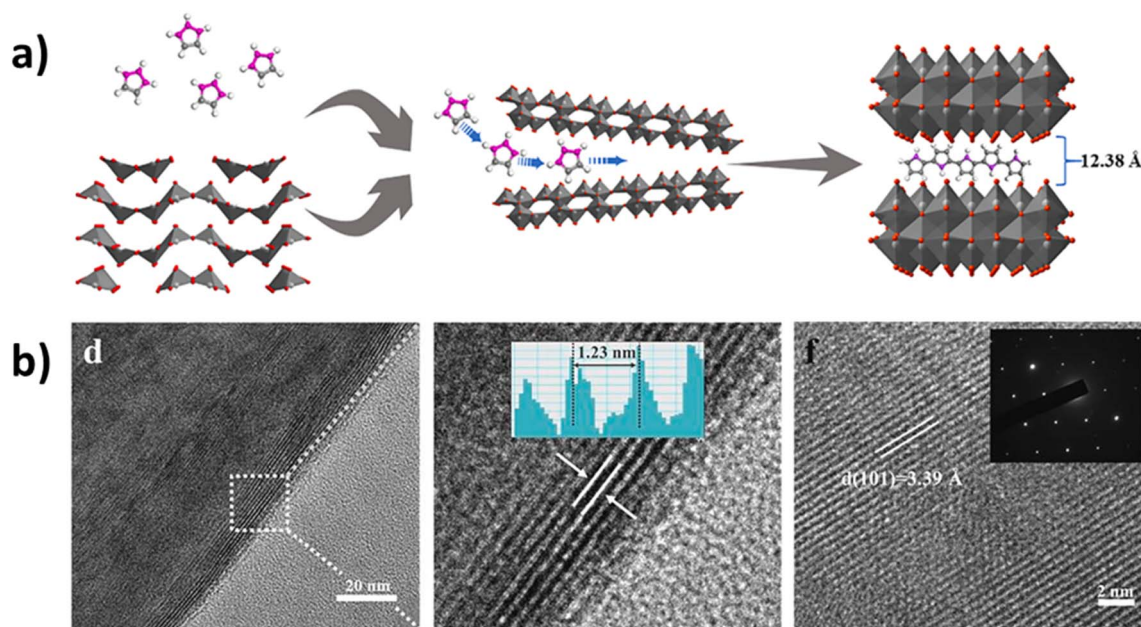 a)
12.38 Å
b)
d
1.23 nm
f
20 nm
d(101)=3.39 Å
2 nm